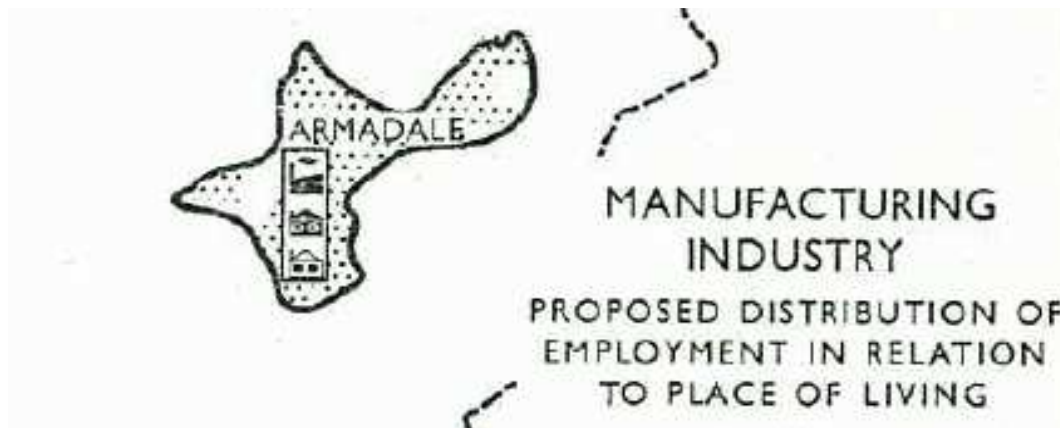 ARMADALE
MANUFACTURING
INDUSTRY
PROPOSED DISTRIBUTION OF
EMPLOYMENT IN RELATION
TO PLACE OF LIVING